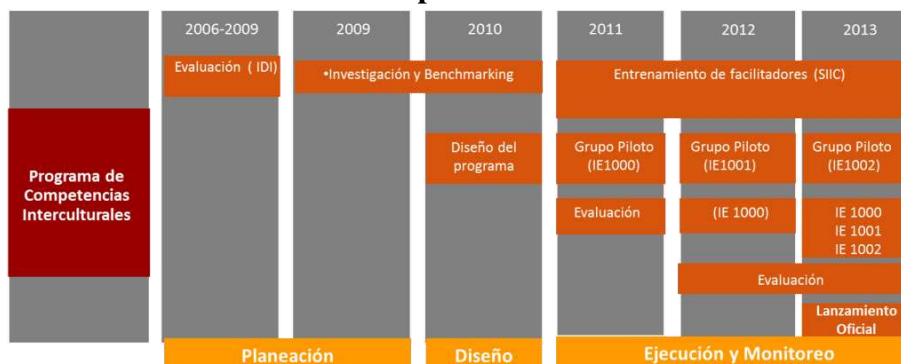 2006-2009
2009
2010
2011
2012
2013
Evaluación ( IDI)
•Investigación y Benchmarking
Entrenamiento de facilitadores (SIIC)
Programa de
Competencias
Interculturales
Diseño del
programa
Grupo Piloto
(IE1000)
Grupo Piloto
(IE1001)
Grupo Piloto
(IE1002)
Evaluación
(IE 1000)
IE 1000
IE 1001
IE 1002
Evaluación
Lanzamiento
Oficial
Planeación
Diseño
Ejecución y Monitoreo